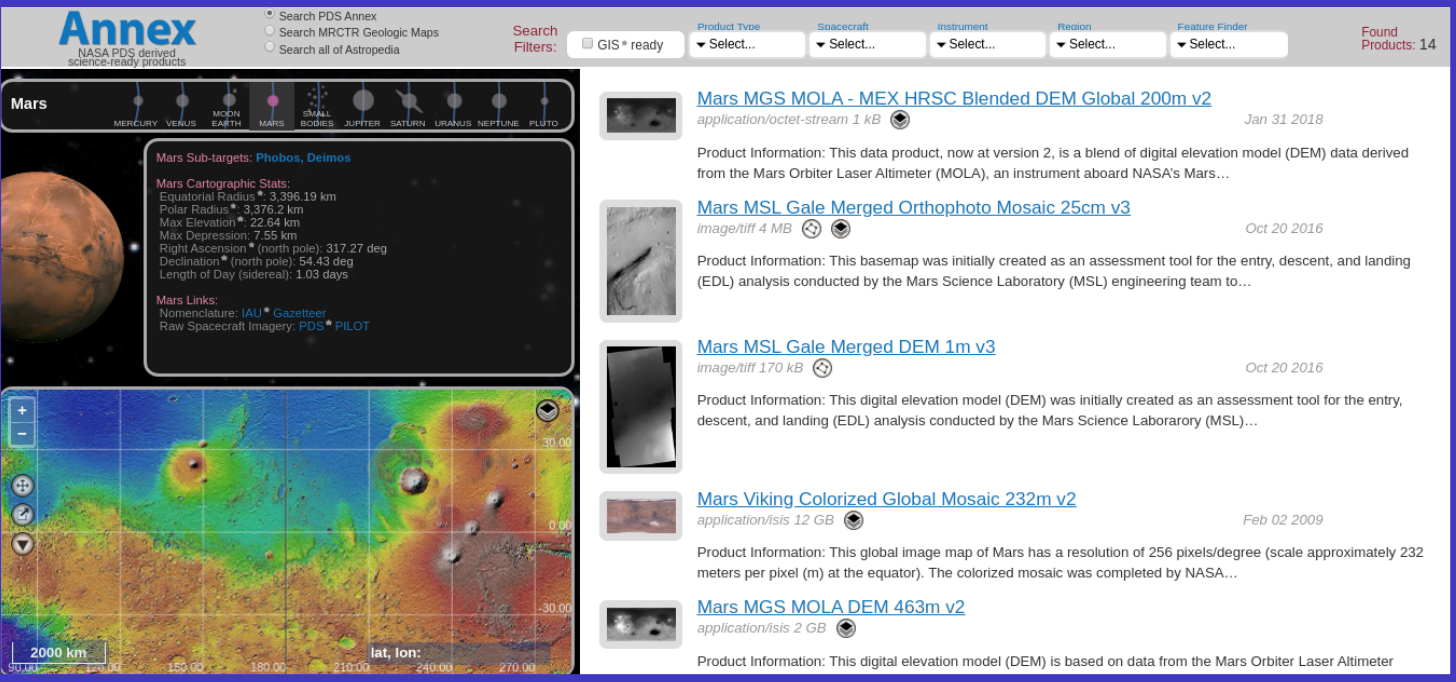 Annex
NASA PDS derived
science-ready products
Search PDS Annex
Search MRCTR Geologic Maps
Search all of Astropedia
Search
Filters:
GIS* ready
Product Type
Select...
Spacecraft
Select...
Instrument
Select...
Region
Select...
Feature Finder
Select...
Found
Products: 14
Mars
MERCURY
VENUS
MOON
EARTH
MARS
SMALL
BODIES
JUPITER
SATURN
URANUS
NEPTUNE
PLUTO
Mars Sub-targets: Phobos, Deimos
Mars Cartographic Stats:
Equatorial Radius*: 3,396.19 km
Polar Radius*: 3,376.2 km
Max Elevation*: 22.64 km
Max Depression: 7.55 km
Right Ascension* (north pole): 317.27 deg
Declination* (north pole): 54.43 deg
Length of Day (sidereal): 1.03 days
Mars Links:
Nomenclature: IAU* Gazetteer
Raw Spacecraft Imagery: PDS* PILOT
+
−
30.00
0.00
-30.00
2000 km
lat, lon:
90.00 120.00 150.00 180.00 210.00 240.00 270.00
Mars MGS MOLA - MEX HRSC Blended DEM Global 200m v2
application/octet-stream 1 kB
Jan 31 2018
Product Information: This data product, now at version 2, is a blend of digital elevation model (DEM) data derived
from the Mars Orbiter Laser Altimeter (MOLA), an instrument aboard NASA’s Mars…
Mars MSL Gale Merged Orthophoto Mosaic 25cm v3
image/tiff 4 MB
Oct 20 2016
Product Information: This basemap was initially created as an assessment tool for the entry, descent, and landing
(EDL) analysis conducted by the Mars Science Laboratory (MSL) engineering team to…
Mars MSL Gale Merged DEM 1m v3
image/tiff 170 kB
Oct 20 2016
Product Information: This digital elevation model (DEM) was initially created as an assessment tool for the entry,
descent, and landing (EDL) analysis conducted by the Mars Science Laborarory (MSL)…
Mars Viking Colorized Global Mosaic 232m v2
application/isis 12 GB
Feb 02 2009
Product Information: This global image map of Mars has a resolution of 256 pixels/degree (scale approximately 232
meters per pixel (m) at the equator). The colorized mosaic was completed by NASA…
Mars MGS MOLA DEM 463m v2
application/isis 2 GB
Product Information: This digital elevation model (DEM) is based on data from the Mars Orbiter Laser Altimeter